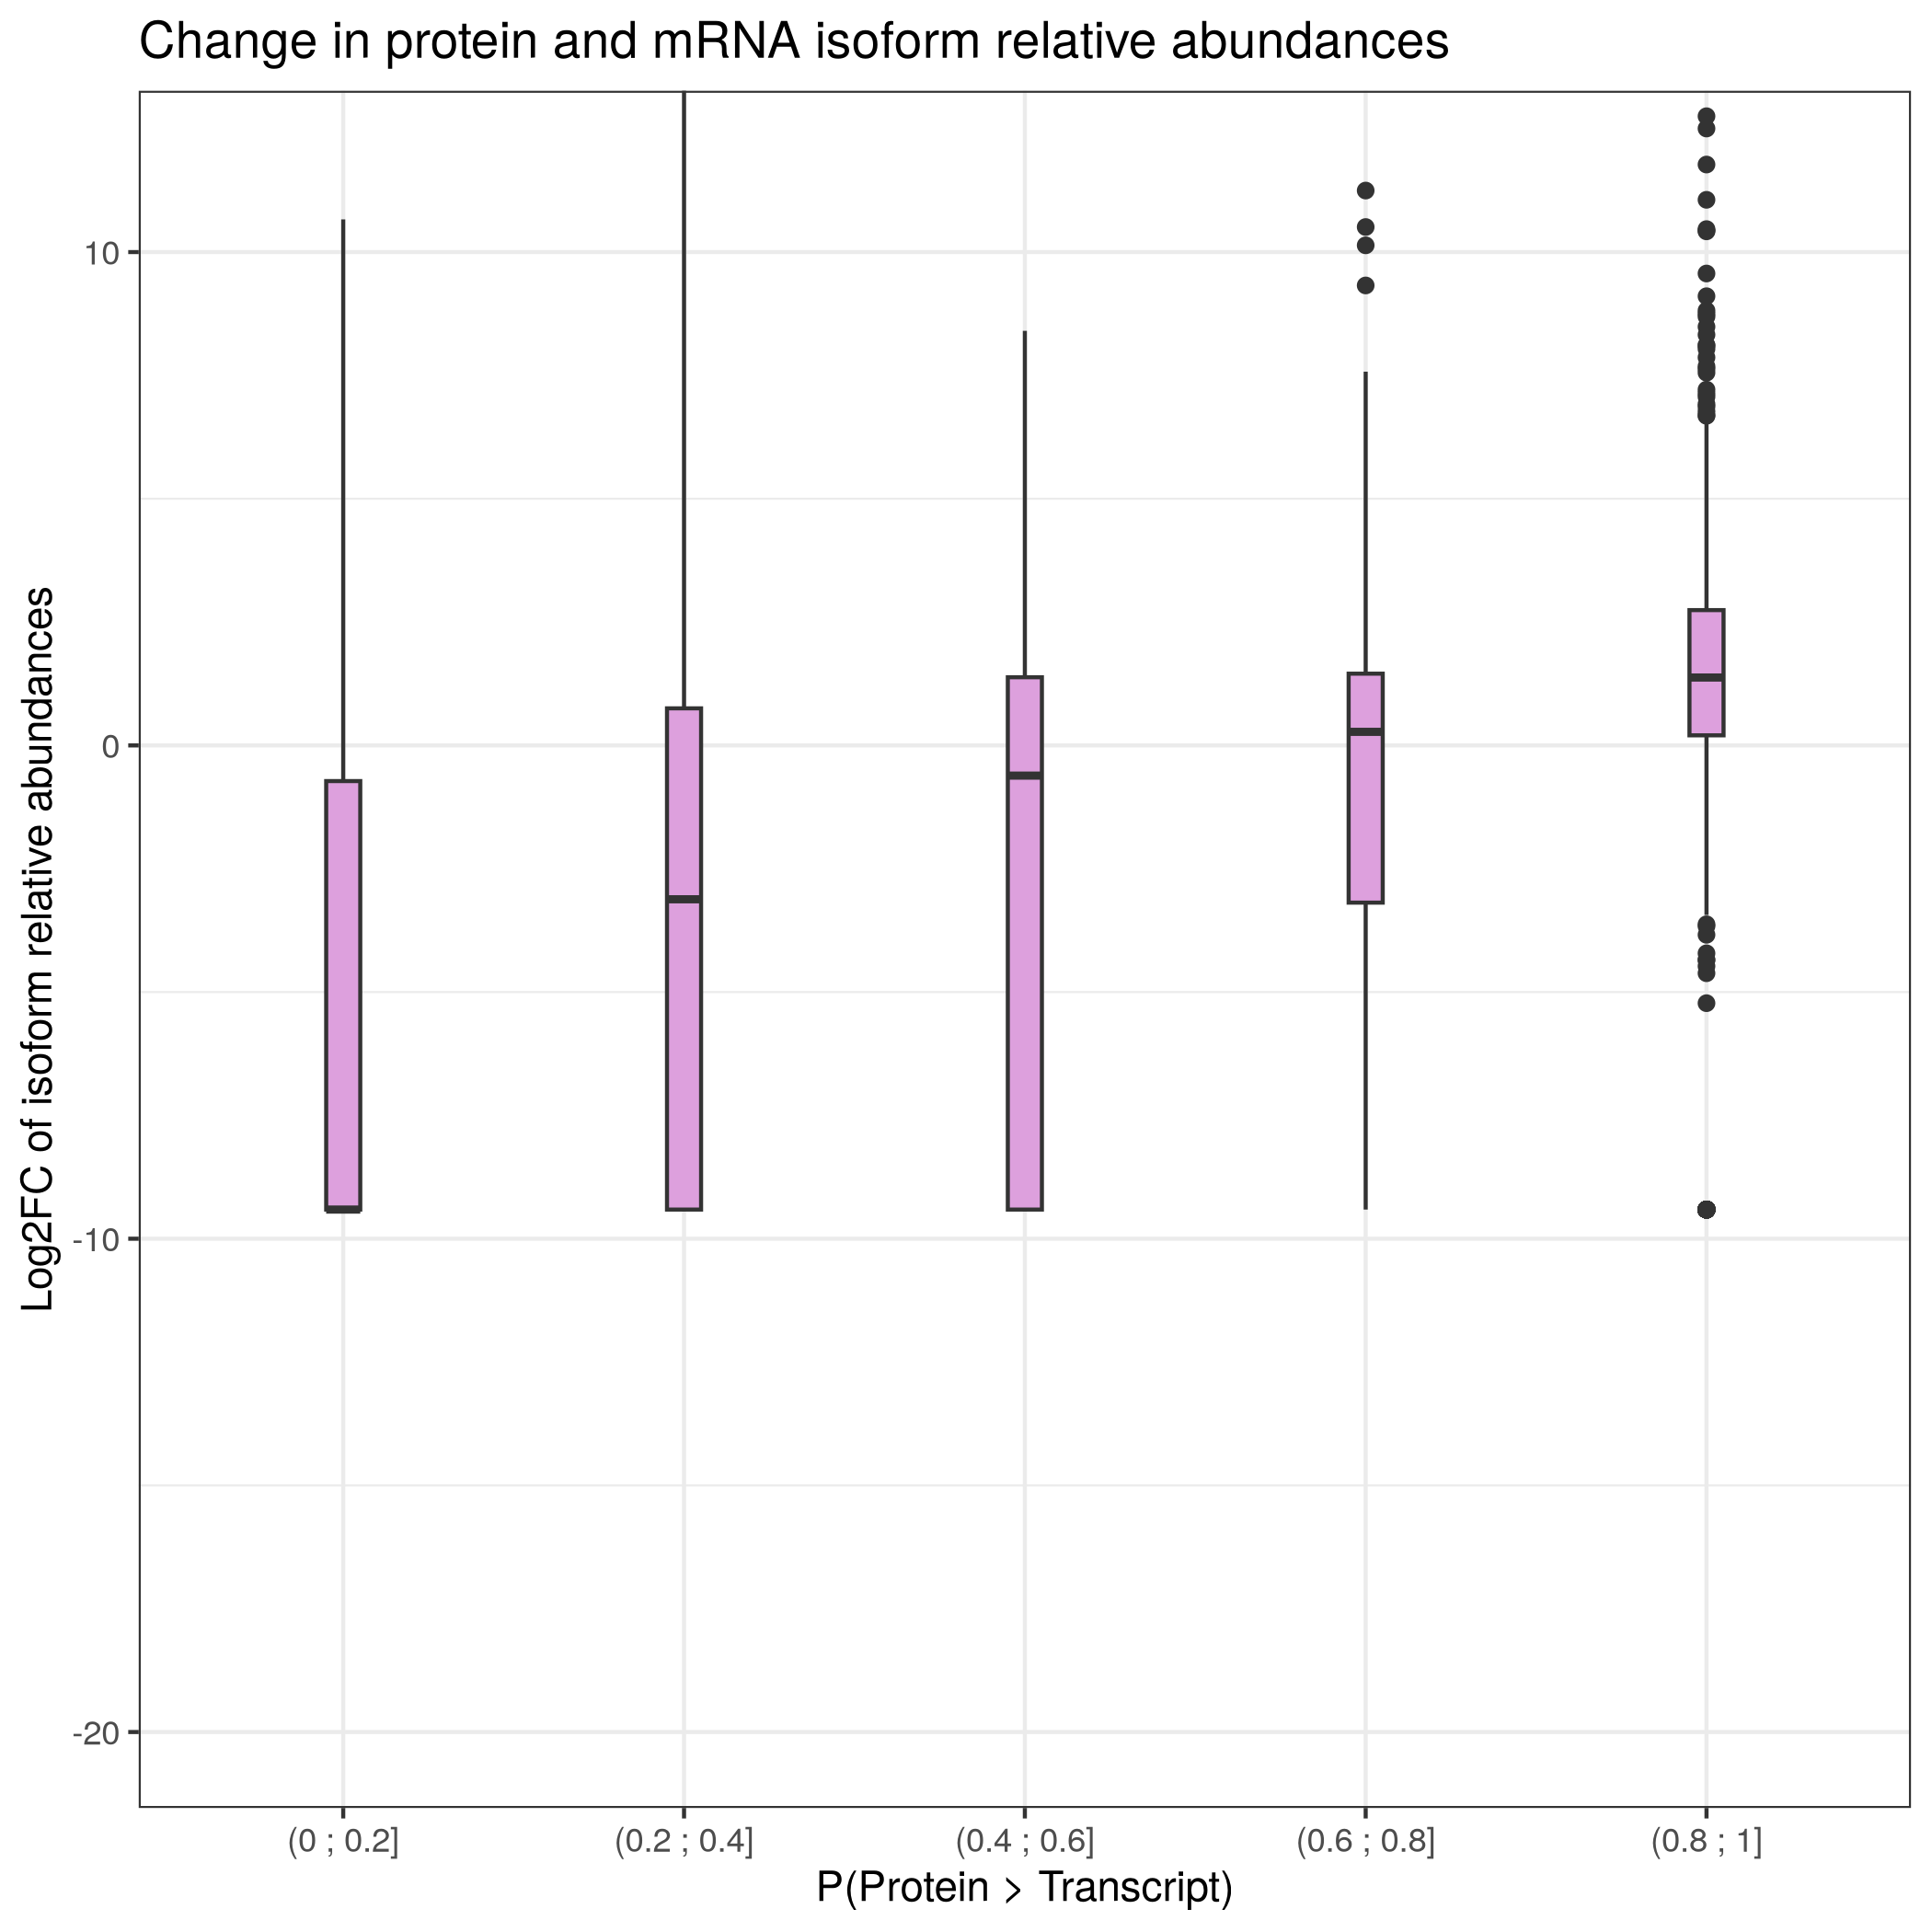 Change in protein and mRNA isoform relative abundances
Log2FC of isoform relative abundances
10
0
-10
-20
(0 ; 0.2]
(0.2 ; 0.4]
(0.4 ; 0.6]
(0.6 ; 0.8]
(0.8 ; 1]
P(Protein > Transcript)